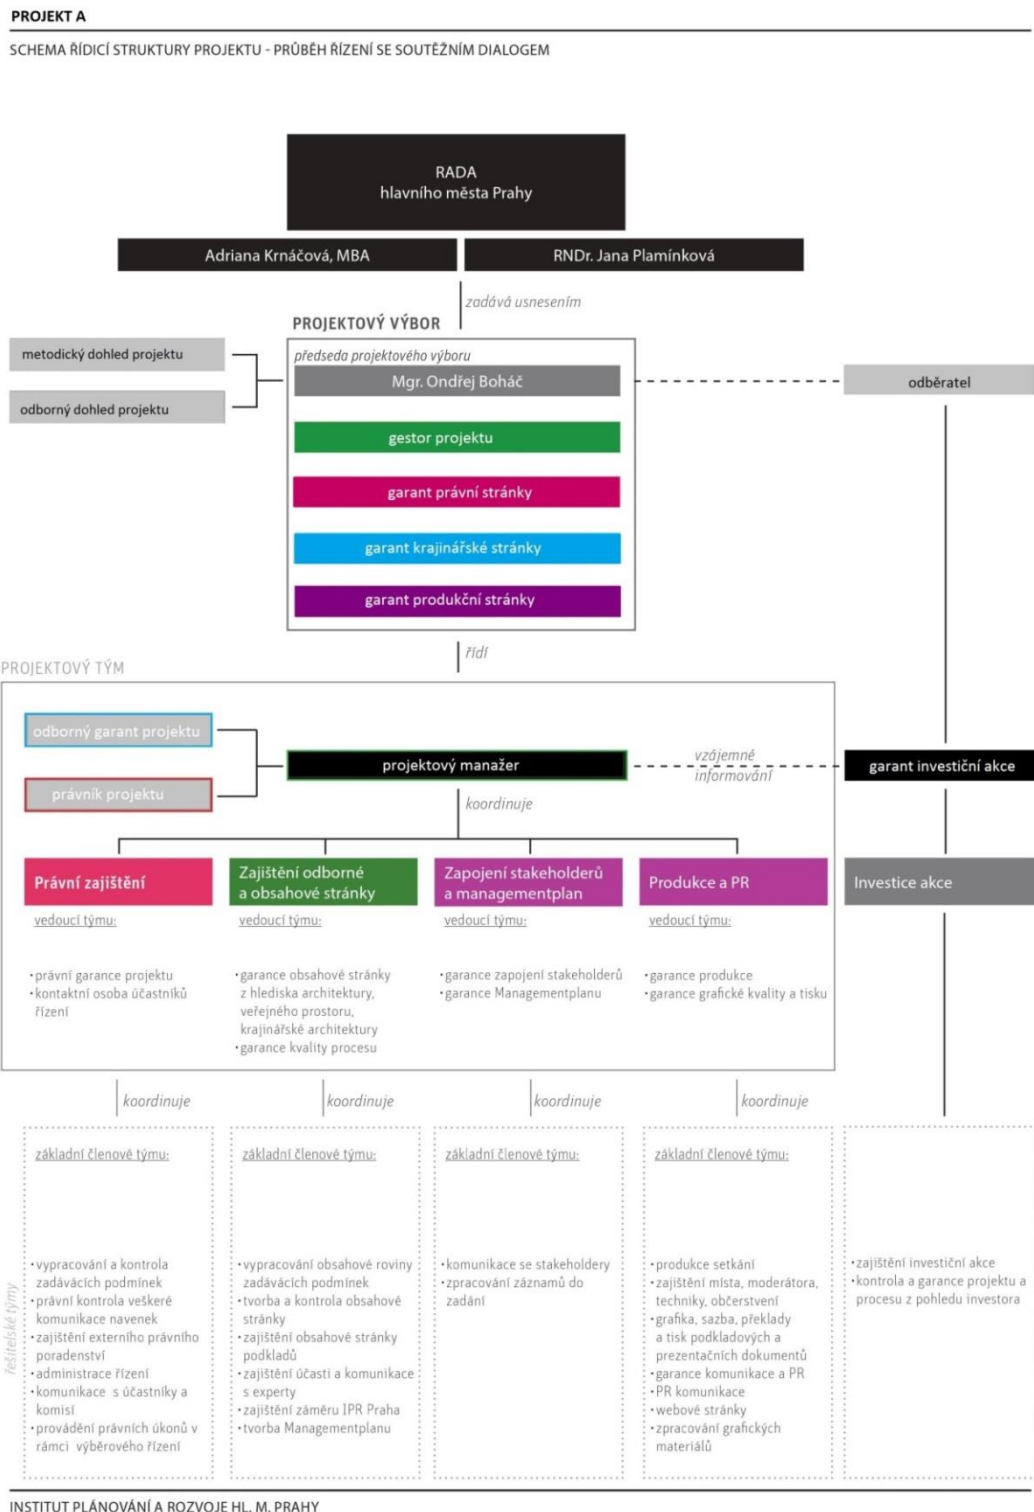 PROJEKT A
SCHEMA ŘÍDICÍ STRUKTURY PROJEKTU - PRŮBĚH ŘÍZENÍ SE SOUTĚŽNÍM DIALOGEM
RADA
hlavního města Prahy
Adriana Krnáčová, MBA
RNDr. Jana Plamínková
zadává usnesením
PROJEKTOVÝ VÝBOR
metodický dohled projektu
odborný dohled projektu
předseda projektového výboru
Mgr. Ondřej Boháč
odběratel
gestor projektu
garant právní stránky
garant krajinářské stránky
garant produkční stránky
řídí
PROJEKTOVÝ TÝM
odborný garant projektu
právník projektu
projektový manažer
vzájemné
informování
garant investiční akce
koordinuje
Právní zajištění
vedoucí týmu:
•právní garance projektu
•kontaktní osoba účastníků
řízení
Zajištění odborné
a obsahové stránky
vedoucí týmu:
•garance obsahové stránky
z hlediska architektury,
veřejného prostoru,
krajinářské architektury
•garance kvality procesu
Zapojení stakeholderů
a managementplan
vedoucí týmu:
•garance zapojení stakeholderů
•garance Managementplanu
Produkce a PR
vedoucí týmu:
•garance produkce
•garance grafické kvality a tisku
Investice akce
koordinuje
koordinuje
koordinuje
koordinuje
řešitelské týmy
základní členové týmu:
•vypracování a kontrola
zadávácích podmínek
•právní kontrola veškeré
komunikace navenek
•zajištění externího právního
poradenství
•administrace řízení
•komunikace s účastníky a
komisí
•provádění právních úkonů v
rámci výběrového řízení
základní členové týmu:
•vypracování obsahové roviny
zadávácích podmínek
•tvorba a kontrola obsahové
stránky
•zajištění obsahové stránky
podkladů
•zajištění účasti a komunikace
s experty
•zajištění záměru IPR Praha
•tvorba Managementplanu
základní členové týmu:
•komunikace se stakeholdery
•zpracování záznamů do
zadání
základní členové týmu:
•produkce setkání
•zajištění místa, moderátora,
techniky, občerstvení
•grafika, sazba, překlady
a tisk podkladových a
prezentačních dokumentů
•garance komunikace a PR
•PR komunikace
•webové stránky
•zpracování grafických
materiálů
•zajištění investiční akce
•kontrola a garance projektu a
procesu z pohledu investora
INSTITUT PLÁNOVÁNÍ A ROZVOJE HL. M. PRAHY